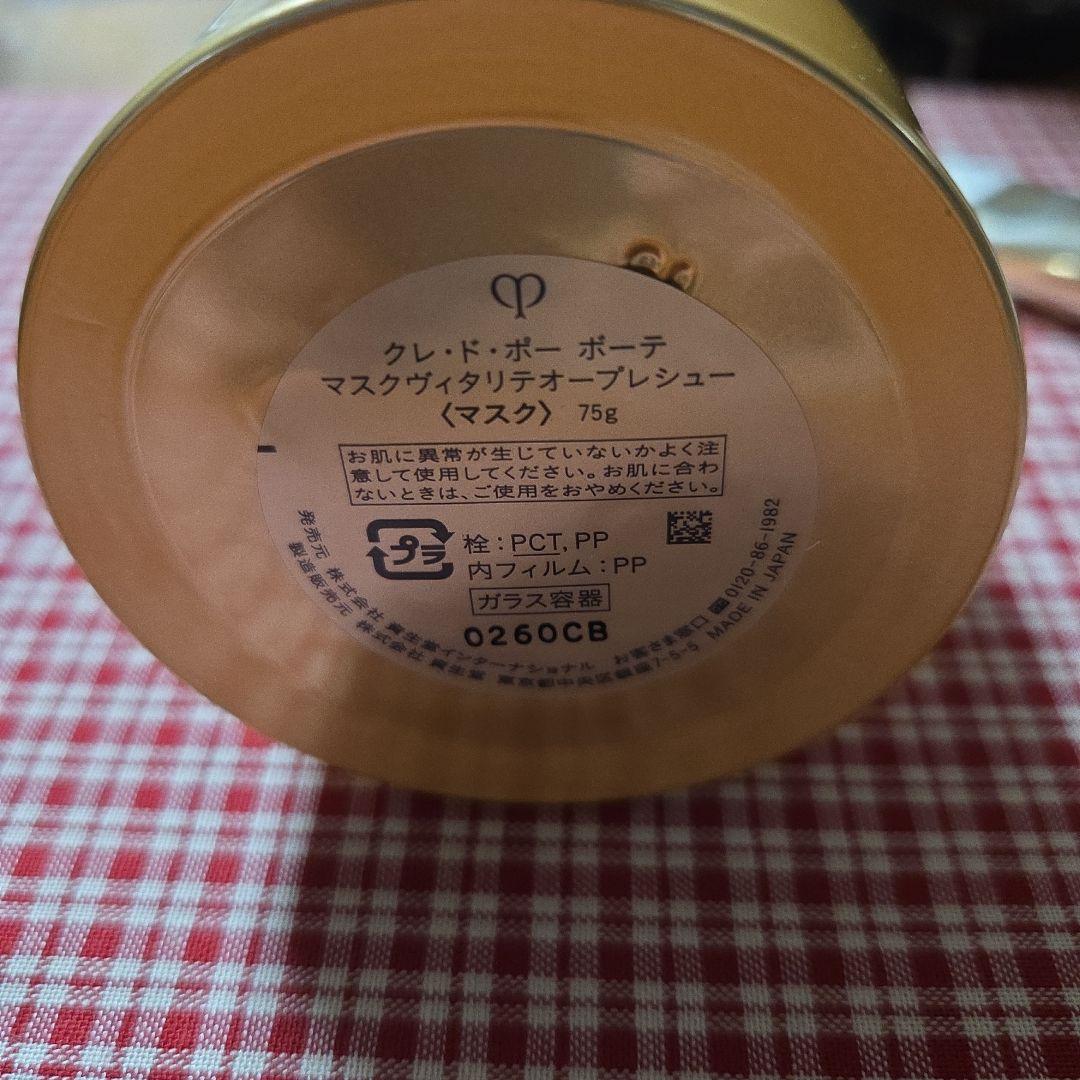 クレ・ド・ポー ボーテ
マスクヴィタリテオープレシュー
〈マスク〉 75g
お肌に異常が生じていないかよく注
意して使用してください。お肌に合わ
ないときは、ご使用をおやめください。
プラ
栓：PCT, PP
内フィルム：PP
ガラス容器
0260CB
発売元 株式会社 資生堂インターナショナル お客さま窓口 0120-86-1982
製造販売元 株式会社 資生堂 東京都中央区銀座7-5-5 MADE IN JAPAN